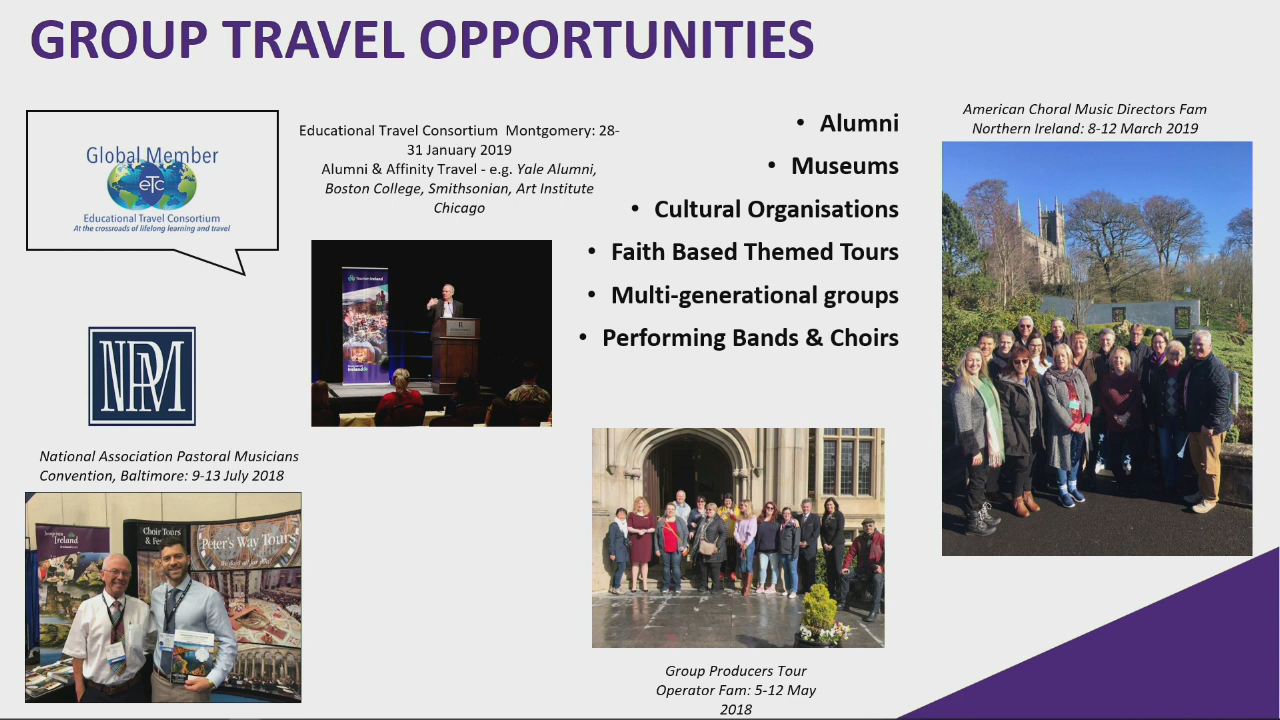 GROUP TRAVEL OPPORTUNITIES
Global Member
eTc
Educational Travel Consortium
At the crossroads of lifelong learning and travel
Educational Travel Consortium Montgomery: 28-
31 January 2019
Alumni & Affinity Travel - e.g. Yale Alumni,
Boston College, Smithsonian, Art Institute
Chicago
• Alumni
• Museums
• Cultural Organisations
• Faith Based Themed Tours
• Multi-generational groups
• Performing Bands & Choirs
American Choral Music Directors Fam
Northern Ireland: 8-12 March 2019
NPM
National Association Pastoral Musicians
Convention, Baltimore: 9-13 July 2018
Ireland
Choir Tours
Peter's Way Tours
Ireland
Group Producers Tour
Operator Fam: 5-12 May
2018